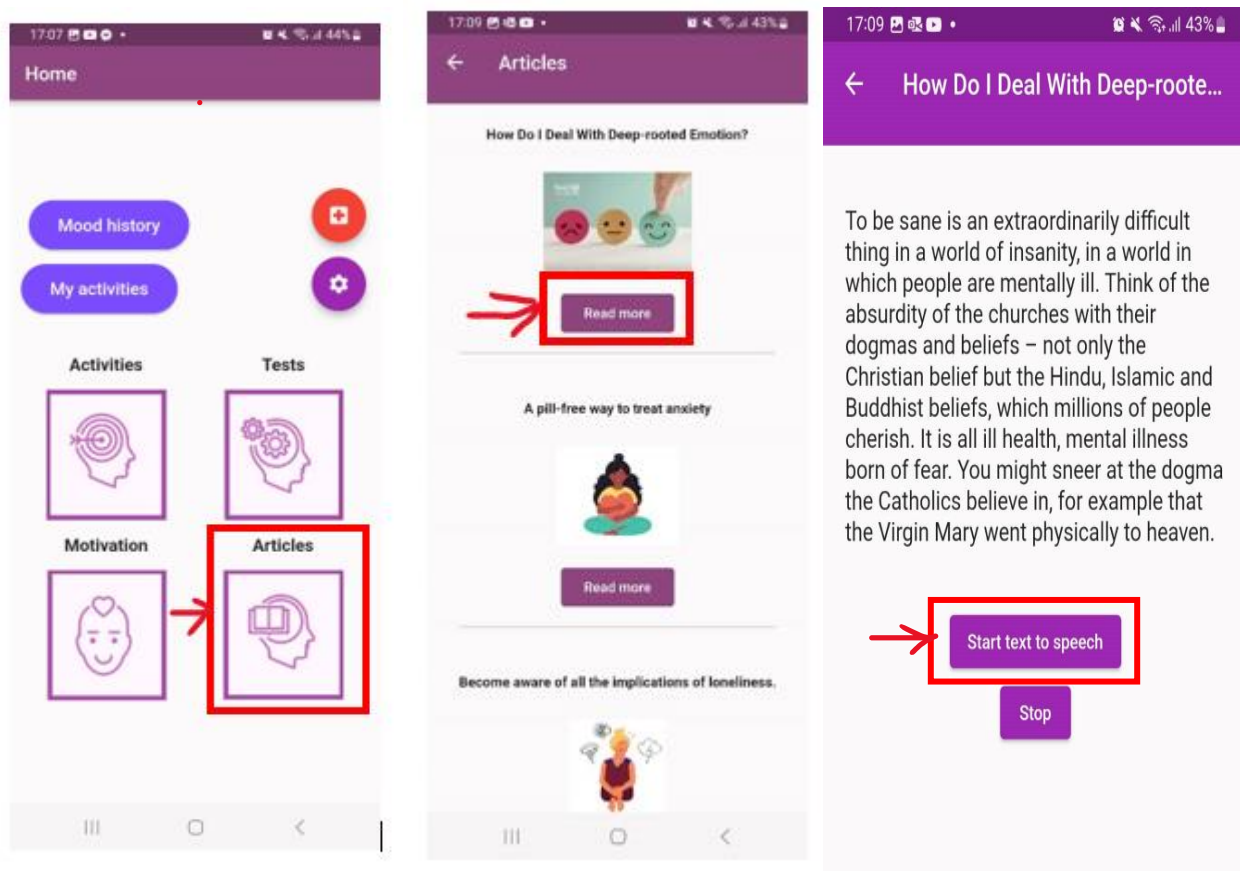 17:07
44%
Home
Mood history
My activities
Activities
Tests
Motivation
Articles
17:09
43%
Articles
How Do I Deal With Deep-rooted Emotion?
Read more
A pill-free way to treat anxiety
Read more
Become aware of all the implications of loneliness.
17:09
43%
How Do I Deal With Deep-roote...
To be sane is an extraordinarily difficult
thing in a world of insanity, in a world in
which people are mentally ill. Think of the
absurdity of the churches with their
dogmas and beliefs – not only the
Christian belief but the Hindu, Islamic and
Buddhist beliefs, which millions of people
cherish. It is all ill health, mental illness
born of fear. You might sneer at the dogma
the Catholics believe in, for example that
the Virgin Mary went physically to heaven.
Start text to speech
Stop